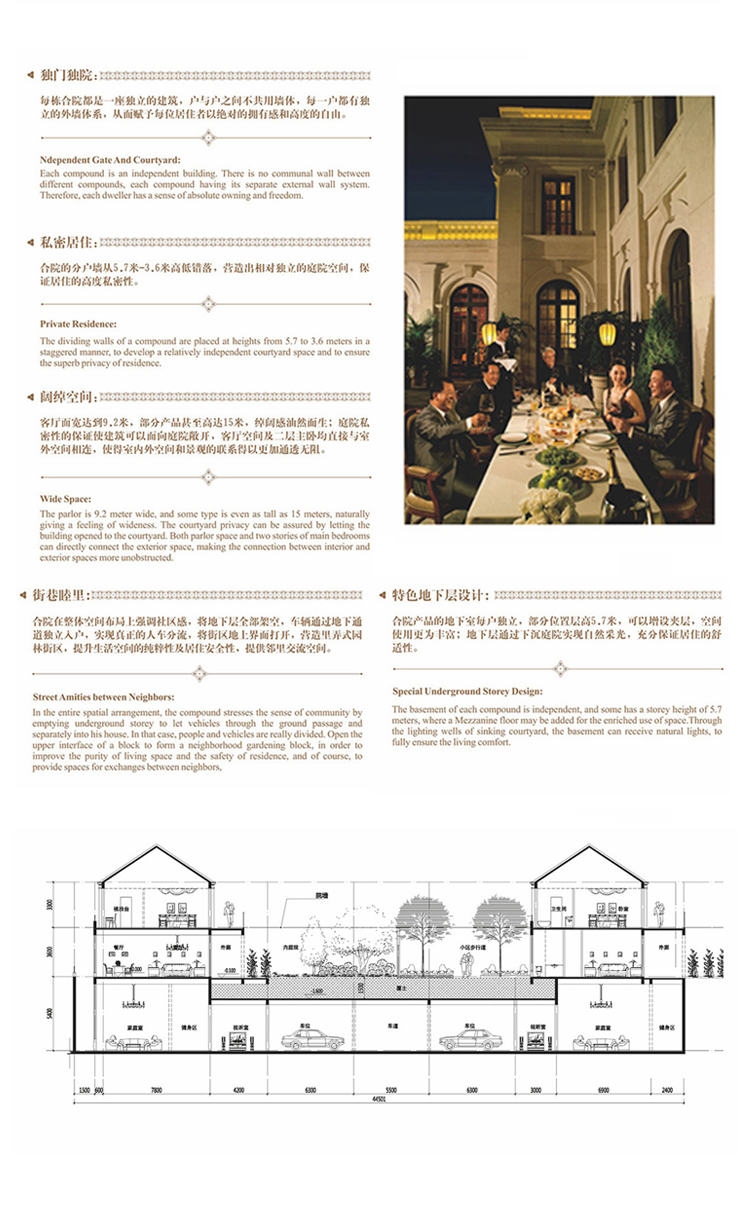 独门独院:
每栋合院都是一座独立的建筑，户与户之间不共用墙体，每一户都有独
立的外墙体系，从而赋予每位居住者以绝对的拥有感和高度的自由。
Ndependent Gate And Courtyard:
Each compound is an independent building. There is no communal wall between
different compounds, each compound having its separate external wall system.
Therefore, each dweller has a sense of absolute owning and freedom.
私密居住:
合院的分户墙从5.7米-3.6米高低错落，营造出相对独立的庭院空间，保
证居住的高度私密性。
Private Residence:
The dividing walls of a compound are placed at heights from 5.7 to 3.6 meters in a
staggered manner, to develop a relatively independent courtyard space and to ensure
the superb privacy of residence.
阔绰空间:
客厅面宽达到9.2米，部分产品甚至高达15米，绰阔感油然而生；庭院私
密性的保证使建筑可以面向庭院敞开，客厅空间及二层主卧均直接与室
外空间相连，使得室内外空间和景观的联系得以更加通透无阻。
Wide Space:
The parlor is 9.2 meter wide, and some type is even as tall as 15 meters, naturally
giving a feeling of wideness. The courtyard privacy can be assured by letting the
building opened to the courtyard. Both parlor space and two stories of main bedrooms
can directly connect the exterior space, making the connection between interior and
exterior spaces more unobstructed.
街巷睦里:
合院在整体空间布局上强调社区感，将地下层全部架空，车辆通过地下通
道独立入户，实现真正的人车分流，将街区地上界面打开，营造里弄式园
林街区，提升生活空间的纯粹性及居住安全性，提供邻里交流空间。
Street Amities between Neighbors:
In the entire spatial arrangement, the compound stresses the sense of community by
emptying underground storey to let vehicles through the ground passage and
separately into his house. In that case, people and vehicles are really divided. Open the
upper interface of a block to form a neighborhood gardening block, in order to
improve the purity of living space and the safety of residence, and of course, to
provide spaces for exchanges between neighbors,
特色地下层设计:
合院产品的地下室每户独立，部分位置层高5.7米，可以增设夹层，空间
使用更为丰富；地下层通过下沉庭院实现自然采光，充分保证居住的舒
适性。
Special Underground Storey Design:
The basement of each compound is independent, and some has a storey height of 5.7
meters, where a Mezzanine floor may be added for the enriched use of space.Through
the lighting wells of sinking courtyard, the basement can receive natural lights, to
fully ensure the living comfort.
院墙
3300 梳妆台 卫生间 卧室
3600 餐厅 外廊 内庭院 小区步行道 外廊
±0.000 -0.100
-1.600 1500 覆土
5400 家庭室 健身区 视听室 车位 车道 车位 视听室 家庭室 健身区
1500 600 7800 4200 6300 5500 6300 3000 6900 2400
44501